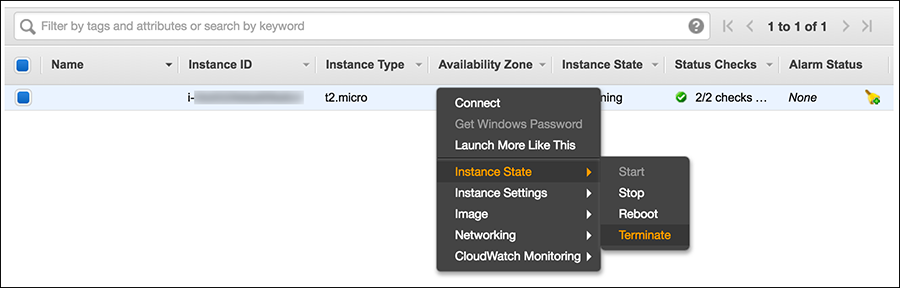 Filter by tags and attributes or search by keyword
1 to 1 of 1
Name Instance ID Instance Type Availability Zone Instance State Status Checks Alarm Status
i- t2.micro ning 2/2 checks ... None
Connect
Get Windows Password
Launch More Like This
Instance State
Instance Settings
Image
Networking
CloudWatch Monitoring
Start
Stop
Reboot
Terminate